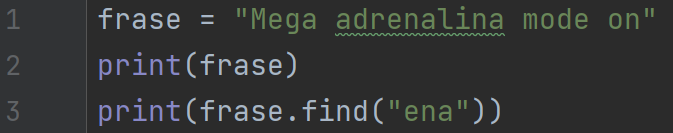 1 frase = "Mega adrenalina mode on"
2 print(frase)
3 print(frase.find("ena"))